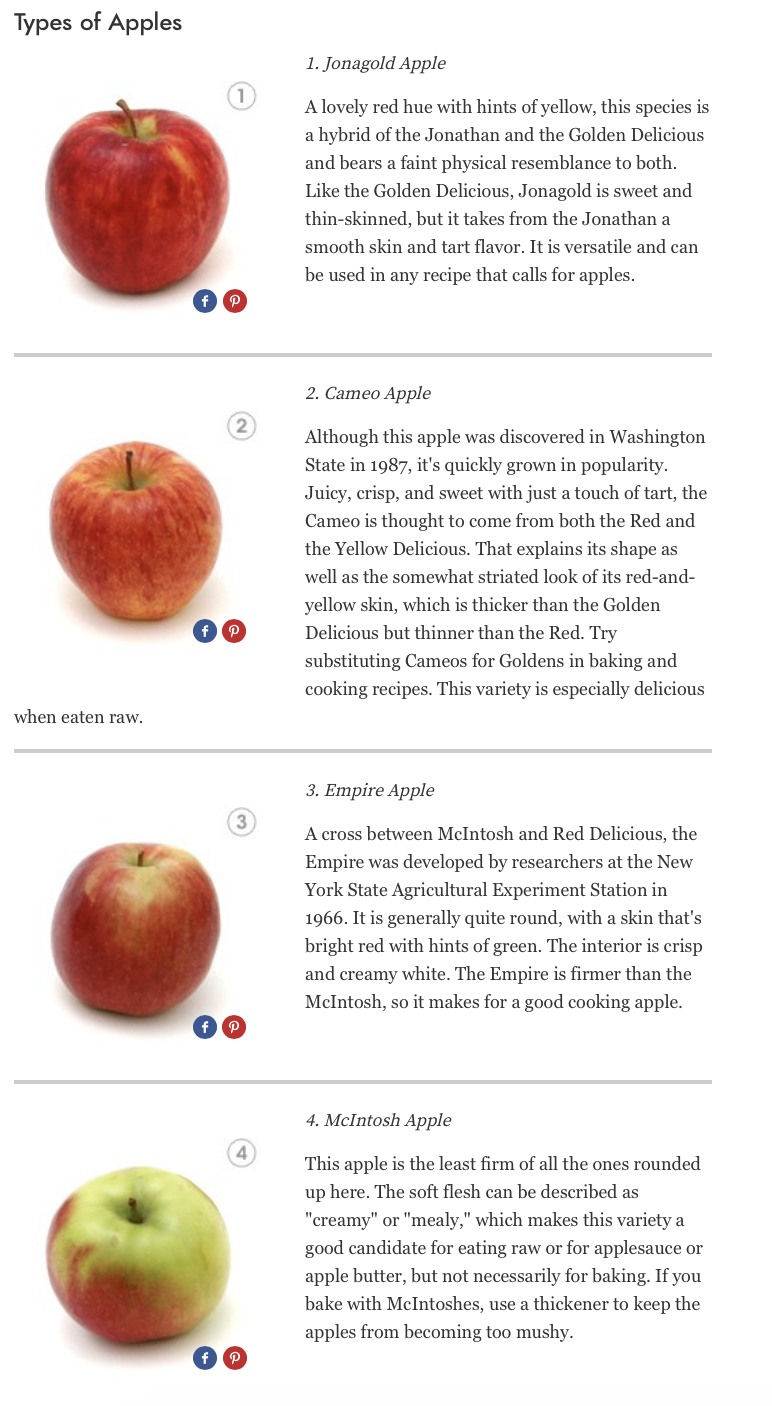 Types of Apples
1. Jonagold Apple
1
A lovely red hue with hints of yellow, this species is
a hybrid of the Jonathan and the Golden Delicious
and bears a faint physical resemblance to both.
Like the Golden Delicious, Jonagold is sweet and
thin-skinned, but it takes from the Jonathan a
smooth skin and tart flavor. It is versatile and can
be used in any recipe that calls for apples.
2. Cameo Apple
2
Although this apple was discovered in Washington
State in 1987, it's quickly grown in popularity.
Juicy, crisp, and sweet with just a touch of tart, the
Cameo is thought to come from both the Red and
the Yellow Delicious. That explains its shape as
well as the somewhat striated look of its red-and-
yellow skin, which is thicker than the Golden
Delicious but thinner than the Red. Try
substituting Cameos for Goldens in baking and
cooking recipes. This variety is especially delicious
when eaten raw.
3. Empire Apple
3
A cross between McIntosh and Red Delicious, the
Empire was developed by researchers at the New
York State Agricultural Experiment Station in
1966. It is generally quite round, with a skin that's
bright red with hints of green. The interior is crisp
and creamy white. The Empire is firmer than the
McIntosh, so it makes for a good cooking apple.
4. McIntosh Apple
4
This apple is the least firm of all the ones rounded
up here. The soft flesh can be described as
"creamy" or "mealy," which makes this variety a
good candidate for eating raw or for applesauce or
apple butter, but not necessarily for baking. If you
bake with McIntoshes, use a thickener to keep the
apples from becoming too mushy.